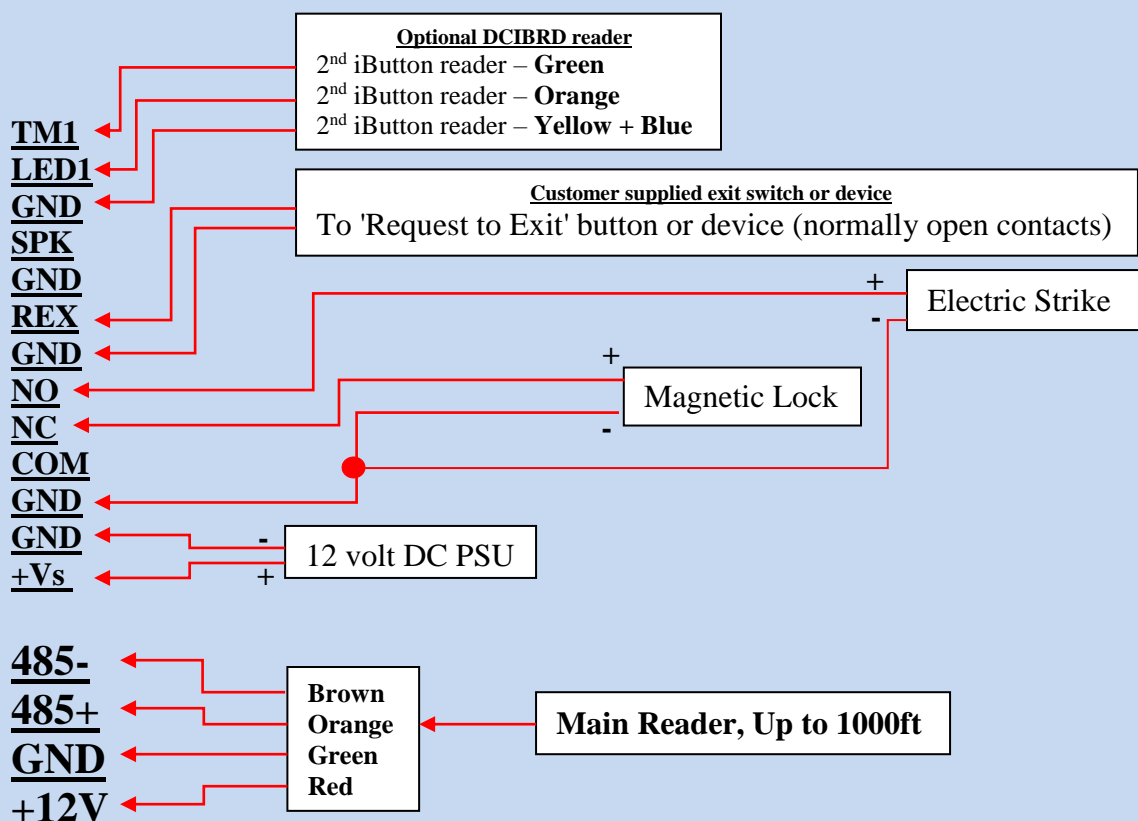 Optional DCIBRD reader
2nd iButton reader – Green
2nd iButton reader – Orange
2nd iButton reader – Yellow + Blue
TM1
LED1
GND
SPK
GND
REX
GND
NO
NC
COM
GND
GND
+Vs
Customer supplied exit switch or device
To 'Request to Exit' button or device (normally open contacts)
+
-
Electric Strike
+
-
Magnetic Lock
-
+
12 volt DC PSU
485-
485+
GND
+12V
Brown
Orange
Green
Red
Main Reader, Up to 1000ft